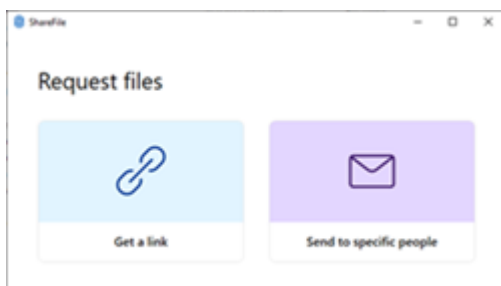 ShareFile
Request files
Get a link
Send to specific people